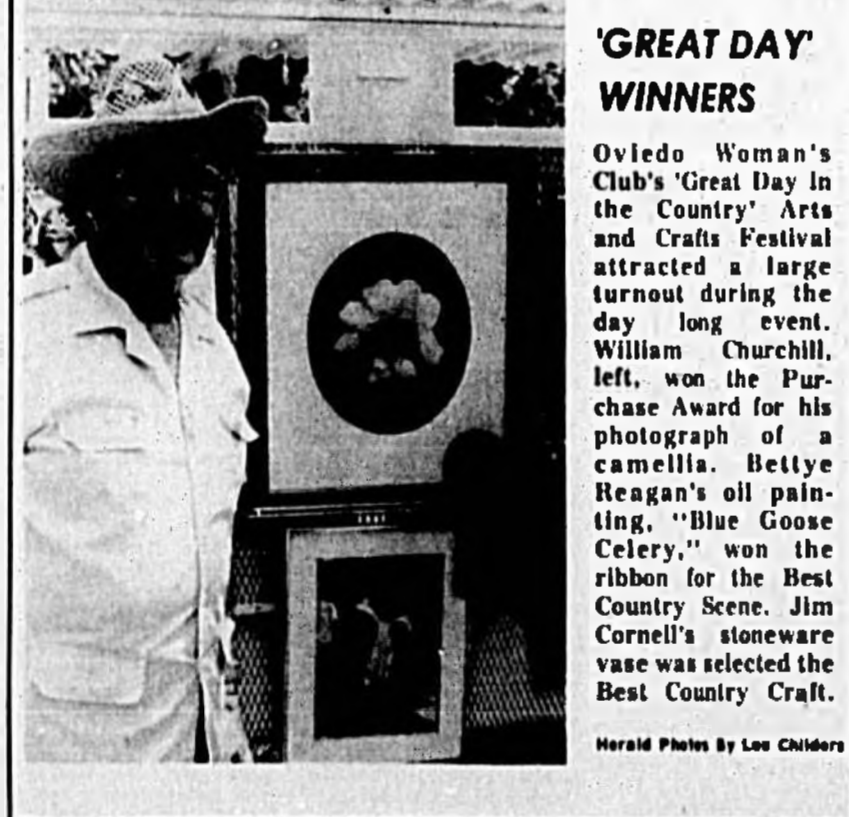 'GREAT DAY'
WINNERS
Oviedo Woman's
Club's 'Great Day In
the Country' Arts
and Crafts Festival
attracted a large
turnout during the
day long event.
William Churchill,
left, won the Pur-
chase Award for his
photograph of a
camellia. Bettye
Reagan's oil pain-
ting, "Blue Goose
Celery," won the
ribbon for the Best
Country Scene. Jim
Cornell's stoneware
vase was selected the
Best Country Craft.
Herald Photos By Lou Childers